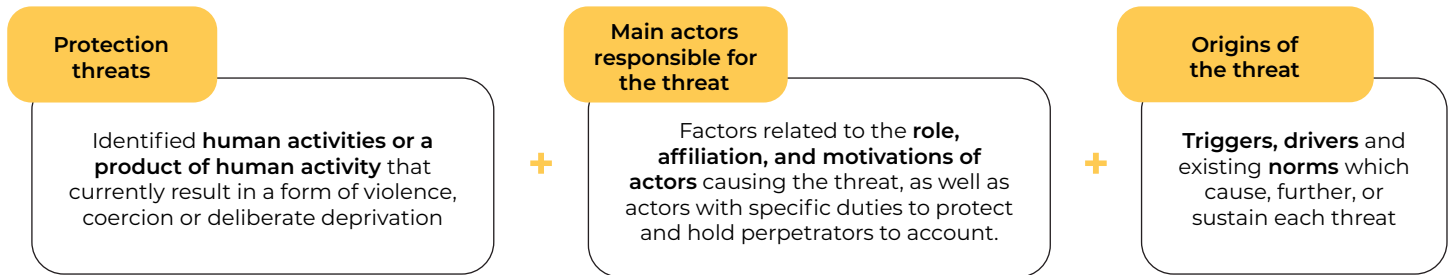 Protection
threats
Identified human activities or a
product of human activity that
currently result in a form of violence,
coercion or deliberate deprivation
+
Main actors
responsible for
the threat
Factors related to the role,
affiliation, and motivations of
actors causing the threat, as well as
actors with specific duties to protect
and hold perpetrators to account.
+
Origins of
the threat
Triggers, drivers and
existing norms which
cause, further, or
sustain each threat